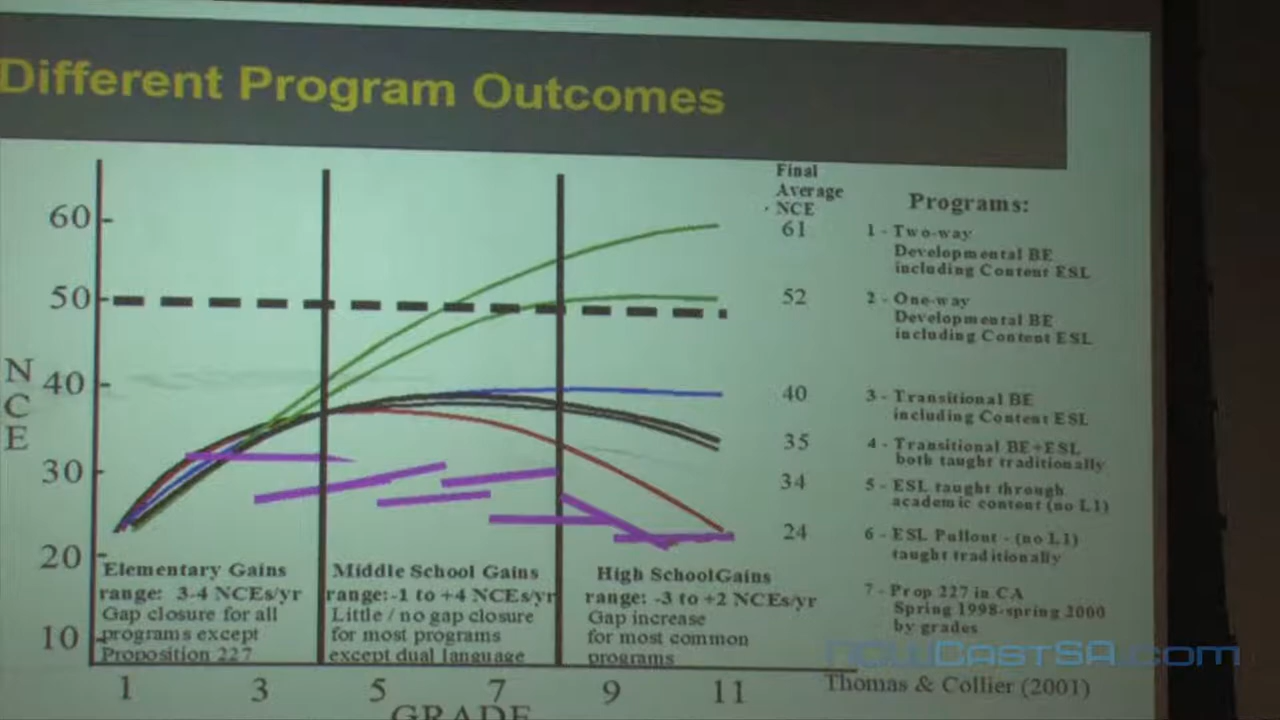 Different Program Outcomes
Final
Average
NCE
Programs:
60
50
40
30
20
10
N
C
E
61
1 - Two-way
Developmental BE
including Content ESL
52
2 - One-way
Developmental BE
including Content ESL
40
3 - Transitional BE
including Content ESL
35
4 - Transitional BE+ESL
both taught traditionally
34
5 - ESL taught through
academic content (no L1)
24
6 - ESL Pullout - (no L1)
taught traditionally
7 - Prop 227 in CA
Spring 1998-spring 2000
by grades
Elementary Gains
range: 3-4 NCEs/yr
Gap closure for all
programs except
Proposition 227
Middle School Gains
range:-1 to +4 NCEs/yr
Little / no gap closure
for most programs
except dual language
High SchoolGains
range: -3 to +2 NCEs/yr
Gap increase
for most common
programs
1 3 5 7 9 11
GRADE
Thomas & Collier (2001)
NOWCastSA.com